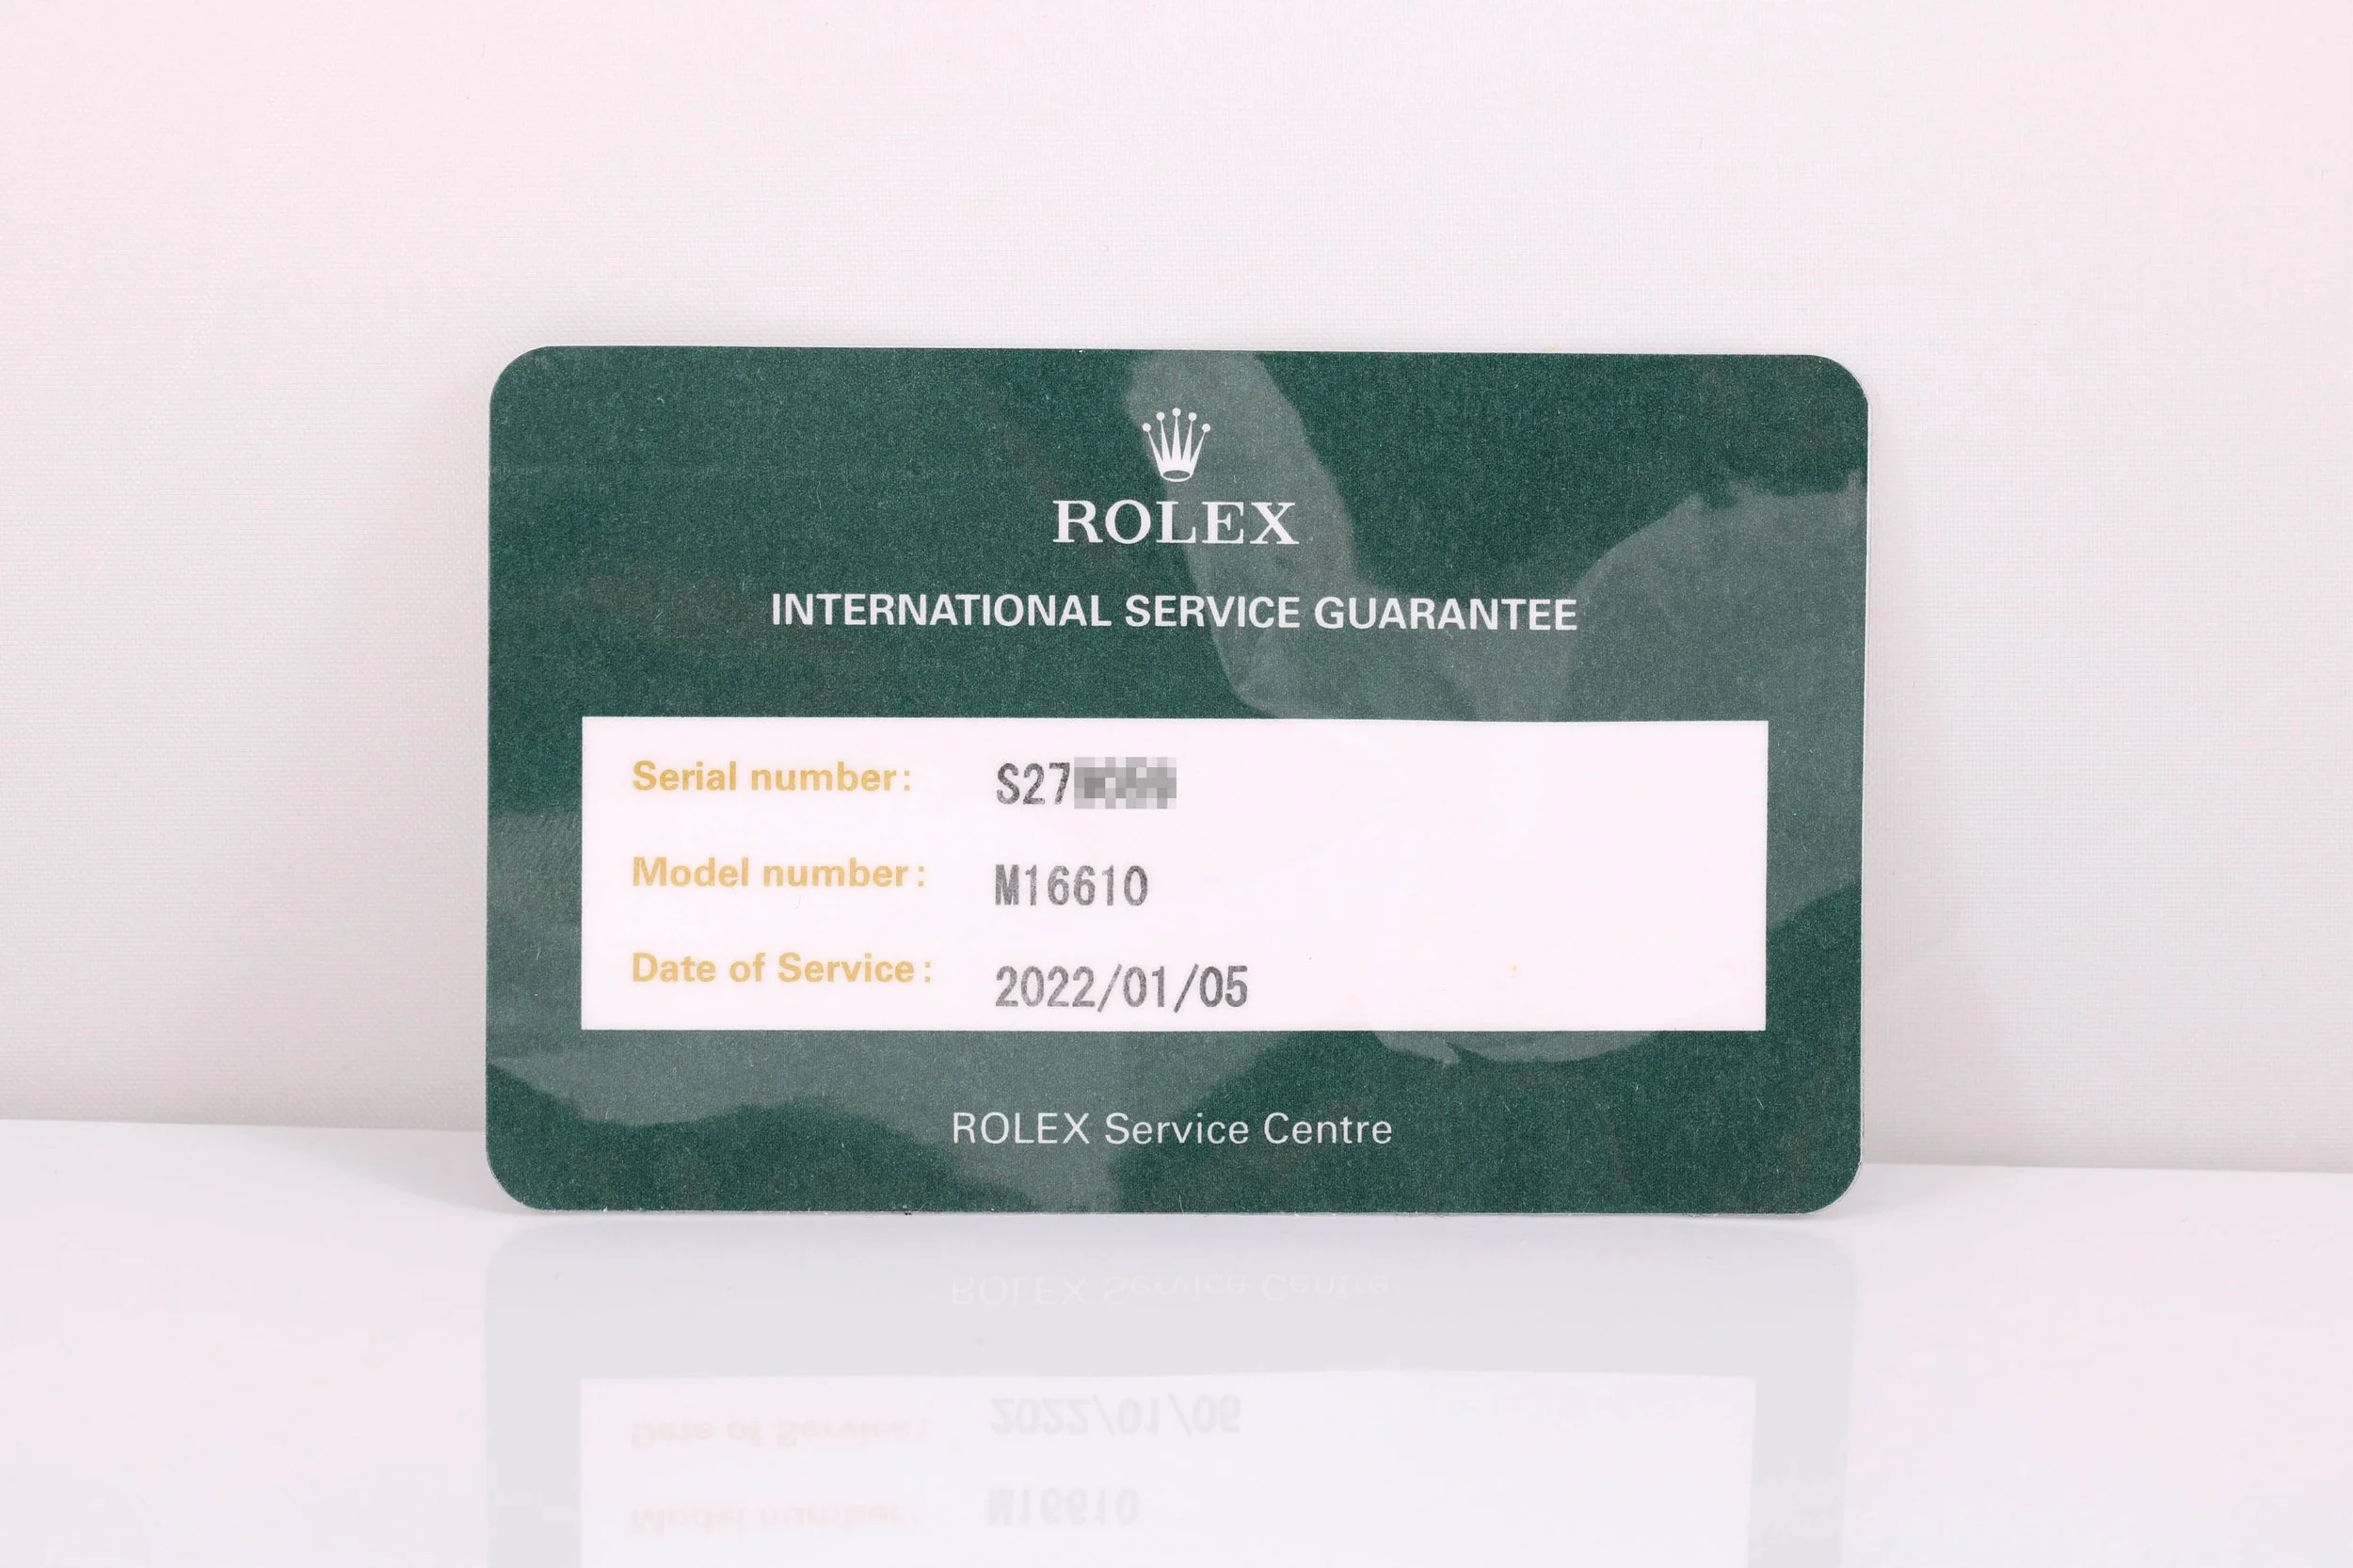 ROLEX
INTERNATIONAL SERVICE GUARANTEE
Serial number: S27
Model number: M16610
Date of Service: 2022/01/05
ROLEX Service Centre